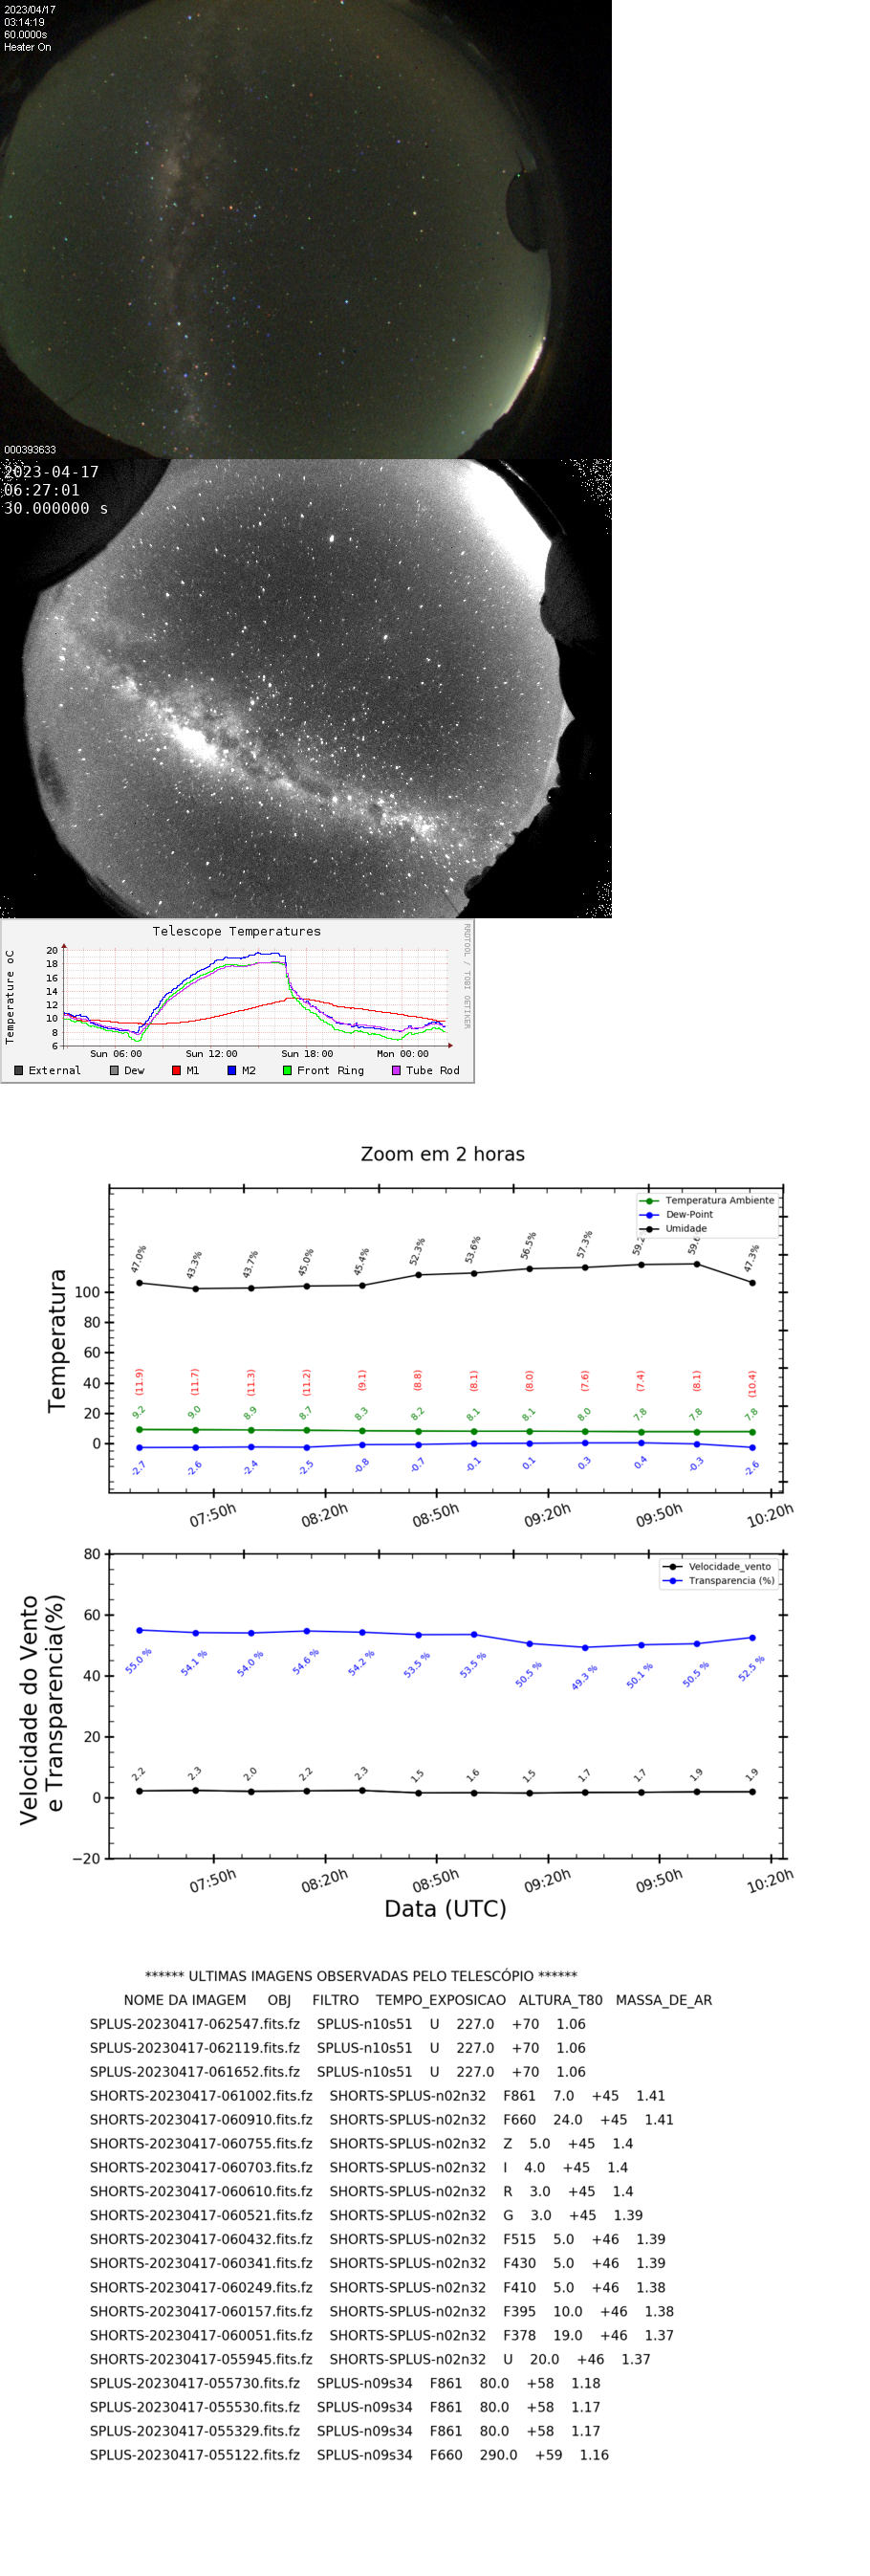 2023/04/17
03:14:19
60.0000s
Heater On
000393633
2023-04-17
06:27:01
30.000000 s
Telescope Temperatures
RRDTOOL / TOBI OETIKER
Temperature oC
20
18
16
14
12
10
8
6
Sun 06:00 Sun 12:00 Sun 18:00 Mon 00:00
External Dew M1 M2 Front Ring Tube Rod
Zoom em 2 horas
Temperatura Ambiente
Dew-Point
Umidade
47.0% 43.3% 43.7% 45.0% 45.4% 52.3% 53.6% 56.5% 57.3% 47.3%
Temperatura
100
80
60
40
20
0
(11.9) (11.7) (11.3) (11.2) (9.1) (8.8) (8.1) (8.0) (7.6) (7.4) (8.1) (10.4)
9.2 9.0 8.9 8.7 8.3 8.2 8.1 8.1 8.0 7.8 7.8 7.8
-2.7 -2.6 -2.4 -2.5 -0.8 -0.7 -0.1 0.1 0.3 0.4 -0.3 -2.6
07:50h 08:20h 08:50h 09:20h 09:50h 10:20h
Velocidade_vento
Transparencia (%)
Velocidade do Vento
e Transparencia(%)
80
60
40
20
0
−20
55.0 % 54.1 % 54.0 % 54.6 % 54.2 % 53.5 % 53.5 % 50.5 % 49.3 % 50.1 % 50.5 % 52.5 %
2.2 2.3 2.0 2.2 2.3 1.5 1.6 1.5 1.7 1.7 1.9 1.9
07:50h 08:20h 08:50h 09:20h 09:50h 10:20h
Data (UTC)
****** ULTIMAS IMAGENS OBSERVADAS PELO TELESCÓPIO ******
NOME DA IMAGEM OBJ FILTRO TEMPO_EXPOSICAO ALTURA_T80 MASSA_DE_AR
SPLUS-20230417-062547.fits.fz SPLUS-n10s51 U 227.0 +70 1.06
SPLUS-20230417-062119.fits.fz SPLUS-n10s51 U 227.0 +70 1.06
SPLUS-20230417-061652.fits.fz SPLUS-n10s51 U 227.0 +70 1.06
SHORTS-20230417-061002.fits.fz SHORTS-SPLUS-n02n32 F861 7.0 +45 1.41
SHORTS-20230417-060910.fits.fz SHORTS-SPLUS-n02n32 F660 24.0 +45 1.41
SHORTS-20230417-060755.fits.fz SHORTS-SPLUS-n02n32 Z 5.0 +45 1.4
SHORTS-20230417-060703.fits.fz SHORTS-SPLUS-n02n32 I 4.0 +45 1.4
SHORTS-20230417-060610.fits.fz SHORTS-SPLUS-n02n32 R 3.0 +45 1.4
SHORTS-20230417-060521.fits.fz SHORTS-SPLUS-n02n32 G 3.0 +45 1.39
SHORTS-20230417-060432.fits.fz SHORTS-SPLUS-n02n32 F515 5.0 +46 1.39
SHORTS-20230417-060341.fits.fz SHORTS-SPLUS-n02n32 F430 5.0 +46 1.39
SHORTS-20230417-060249.fits.fz SHORTS-SPLUS-n02n32 F410 5.0 +46 1.38
SHORTS-20230417-060157.fits.fz SHORTS-SPLUS-n02n32 F395 10.0 +46 1.38
SHORTS-20230417-060051.fits.fz SHORTS-SPLUS-n02n32 F378 19.0 +46 1.37
SHORTS-20230417-055945.fits.fz SHORTS-SPLUS-n02n32 U 20.0 +46 1.37
SPLUS-20230417-055730.fits.fz SPLUS-n09s34 F861 80.0 +58 1.18
SPLUS-20230417-055530.fits.fz SPLUS-n09s34 F861 80.0 +58 1.17
SPLUS-20230417-055329.fits.fz SPLUS-n09s34 F861 80.0 +58 1.17
SPLUS-20230417-055122.fits.fz SPLUS-n09s34 F660 290.0 +59 1.16